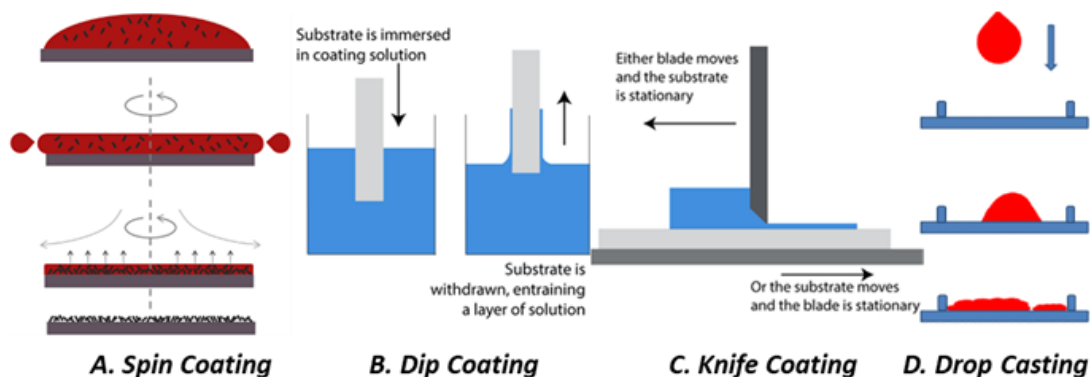 Substrate is immersed
in coating solution
Substrate is
withdrawn, entraining
a layer of solution
Either blade moves
and the substrate
is stationary
Or the substrate moves
and the blade is stationary
A. Spin Coating
B. Dip Coating
C. Knife Coating
D. Drop Casting